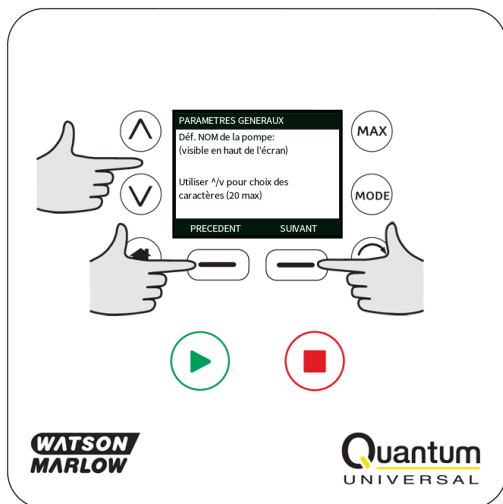 PARAMETRES GENERAUX
Déf. NOM de la pompe:
(visible en haut de l'écran)
Utiliser ^/v pour choix des
caractères (20 max)
PRECEDENT SUIVANT
MAX
MODE
WATSON
MARLOW
Quantum
UNIVERSAL